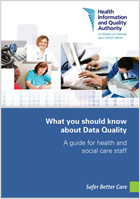 Health
Information
and Quality
Authority
What you should know
about Data Quality
A guide for health and
social care staff
Safer Better Care